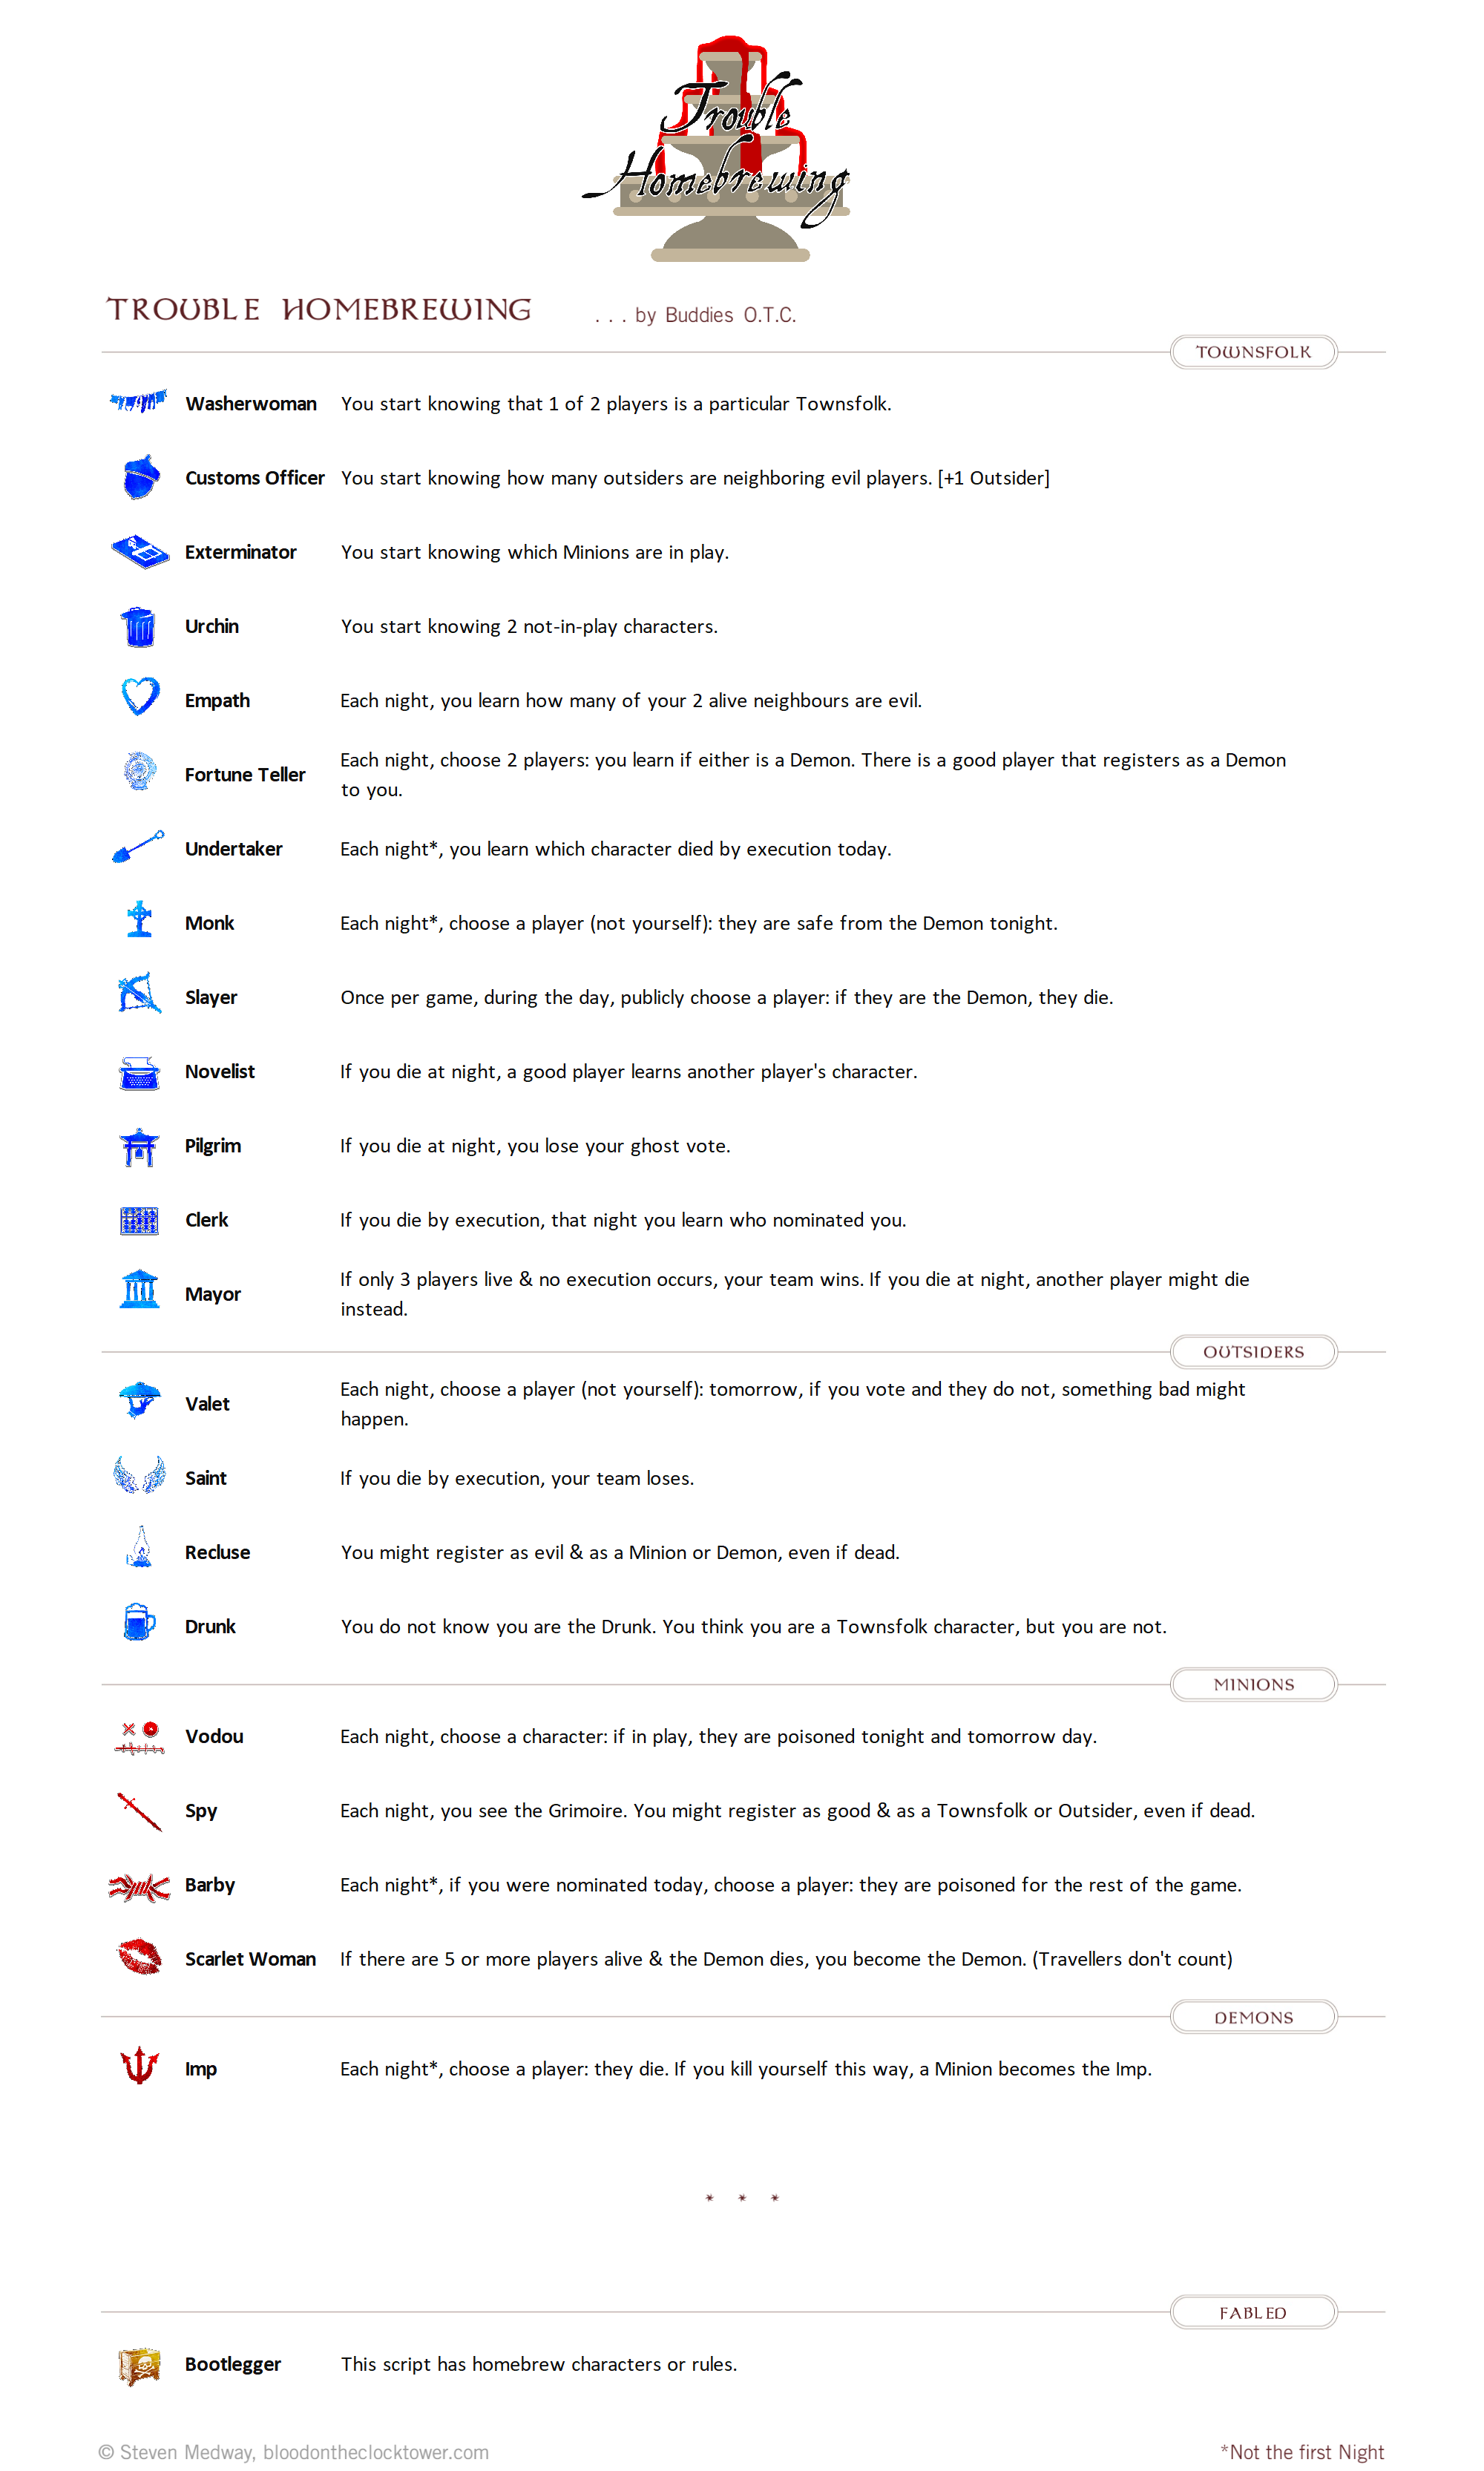 Trouble
Homebrewing
TROUBLE HOMEBREWING . . . by Buddies O.T.C.
TOWNSFOLK
Washerwoman You start knowing that 1 of 2 players is a particular Townsfolk.
Customs Officer You start knowing how many outsiders are neighboring evil players. [+1 Outsider]
Exterminator You start knowing which Minions are in play.
Urchin You start knowing 2 not-in-play characters.
Empath Each night, you learn how many of your 2 alive neighbours are evil.
Fortune Teller Each night, choose 2 players: you learn if either is a Demon. There is a good player that registers as a Demon
to you.
Undertaker Each night*, you learn which character died by execution today.
Monk Each night*, choose a player (not yourself): they are safe from the Demon tonight.
Slayer Once per game, during the day, publicly choose a player: if they are the Demon, they die.
Novelist If you die at night, a good player learns another player's character.
Pilgrim If you die at night, you lose your ghost vote.
Clerk If you die by execution, that night you learn who nominated you.
Mayor If only 3 players live & no execution occurs, your team wins. If you die at night, another player might die
instead.
OUTSIDERS
Valet Each night, choose a player (not yourself): tomorrow, if you vote and they do not, something bad might
happen.
Saint If you die by execution, your team loses.
Recluse You might register as evil & as a Minion or Demon, even if dead.
Drunk You do not know you are the Drunk. You think you are a Townsfolk character, but you are not.
MINIONS
Vodou Each night, choose a character: if in play, they are poisoned tonight and tomorrow day.
Spy Each night, you see the Grimoire. You might register as good & as a Townsfolk or Outsider, even if dead.
Barby Each night*, if you were nominated today, choose a player: they are poisoned for the rest of the game.
Scarlet Woman If there are 5 or more players alive & the Demon dies, you become the Demon. (Travellers don't count)
DEMONS
Imp Each night*, choose a player: they die. If you kill yourself this way, a Minion becomes the Imp.
* * *
FABLED
Bootlegger This script has homebrew characters or rules.
© Steven Medway, bloodontheclocktower.com *Not the first Night